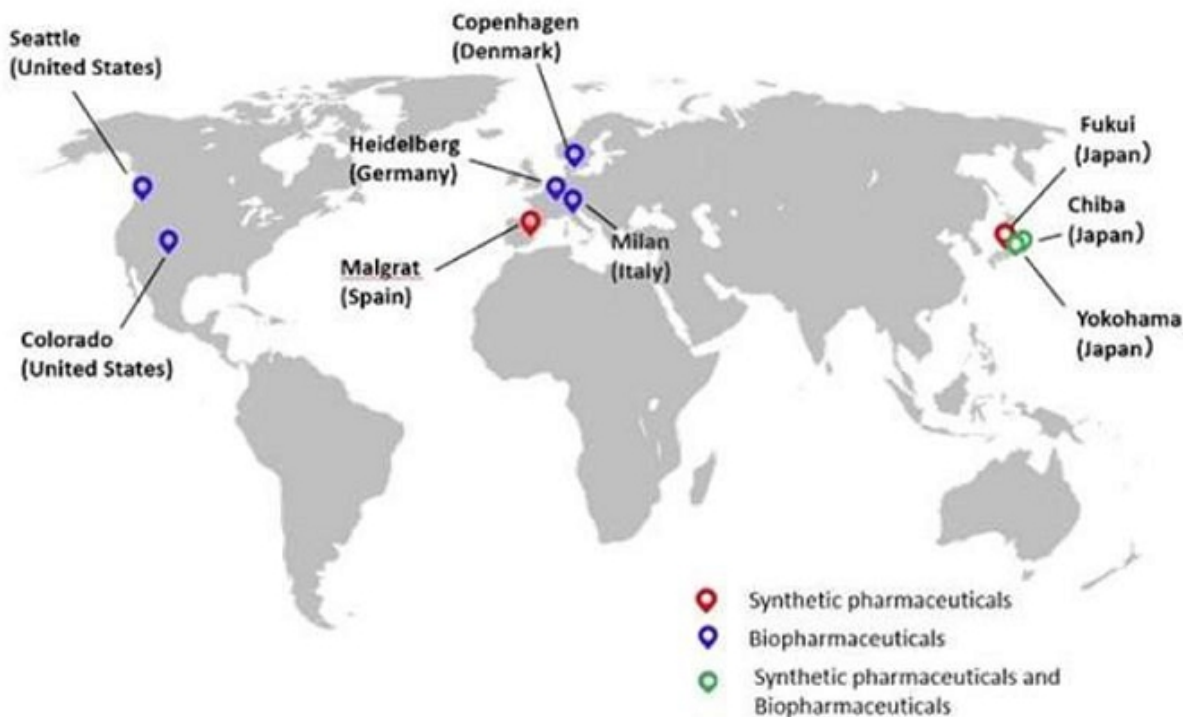 Copenhagen
(Denmark)
Seattle
(United States)
Heidelberg
(Germany)
Fukui
(Japan）
Chiba
(Japan）
Milan
(Italy)
Malgrat
(Spain)
Colorado
(United States)
Yokohama
(Japan）
Synthetic pharmaceuticals
Biopharmaceuticals
Synthetic pharmaceuticals and
Biopharmaceuticals